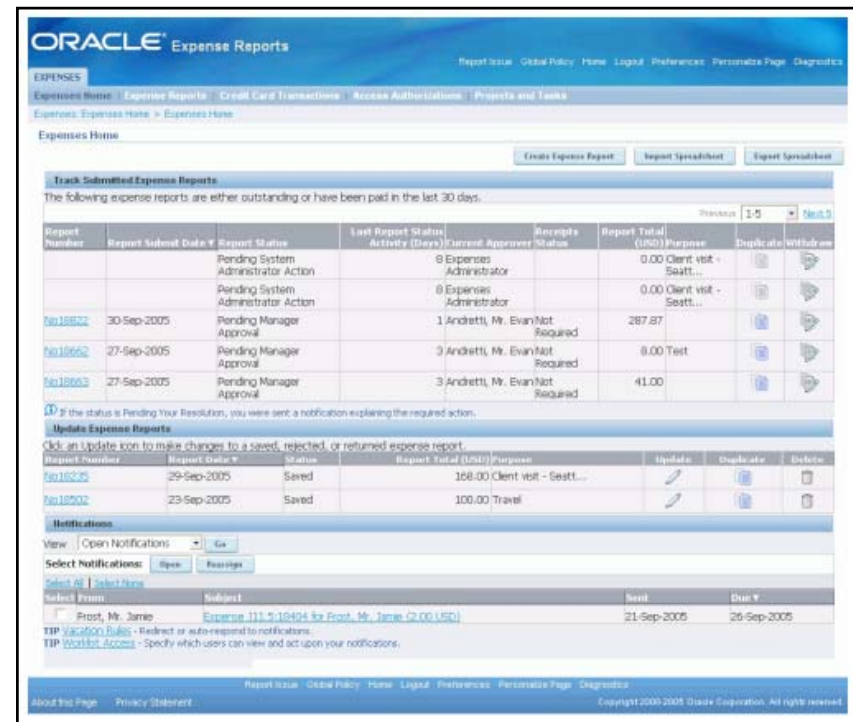 ORACLE Expense Reports
Report Issue Global Policy Home Logout Preferences Personalize Page Diagnostics
EXPENSES
Expenses Home | Expense Reports | Credit Card Transactions | Access Authorizations | Projects and Tasks
Expenses: Expenses Home > Expenses Home
Expenses Home
Create Expense Report Import Spreadsheet Export Spreadsheet
Track Submitted Expense Reports
The following expense reports are either outstanding or have been paid in the last 30 days.
Previous 1-5 Next 5
Report Number Report Submit Date Report Status Last Report Status Activity (Days) Current Approver Receipts Status Report Total (USD) Purpose Duplicate Withdraw
Pending System Administrator Action 8 Expenses Administrator 0.00 Client visit - Seatt...
Pending System Administrator Action 8 Expenses Administrator 0.00 Client visit - Seatt...
30-Sep-2005 Pending Manager Approval 1 Andretti, Mr. Evan Not Required 287.87
No18662 27-Sep-2005 Pending Manager Approval 3 Andretti, Mr. Evan Not Required 8.00 Test
No18663 27-Sep-2005 Pending Manager Approval 3 Andretti, Mr. Evan Not Required 41.00
If the status is Pending Your Resolution, you were sent a notification explaining the required action.
Update Expense Reports
Click an Update icon to make changes to a saved, rejected, or returned expense report.
Report Number Report Date Status Report Total (USD) Purpose Update Duplicate Delete
29-Sep-2005 Saved 168.00 Client visit - Seatt...
No18502 23-Sep-2005 Saved 100.00 Travel
Notifications
View Open Notifications Go
Select Notifications: Open Reassign
Select All | Select None
Select From Subject Sent Due
Frost, Mr. Jamie Expense 111.5:18404 for Frost, Mr. Jamie (2.00 USD) 21-Sep-2005 26-Sep-2005
TIP Vacation Rules - Redirect or auto-respond to notifications.
TIP Worklist Access - Specify which users can view and act upon your notifications.
Report Issue Global Policy Home Logout Preferences Personalize Page Diagnostics
About this Page Privacy Statement Copyright 2000-2005 Oracle Corporation. All rights reserved.